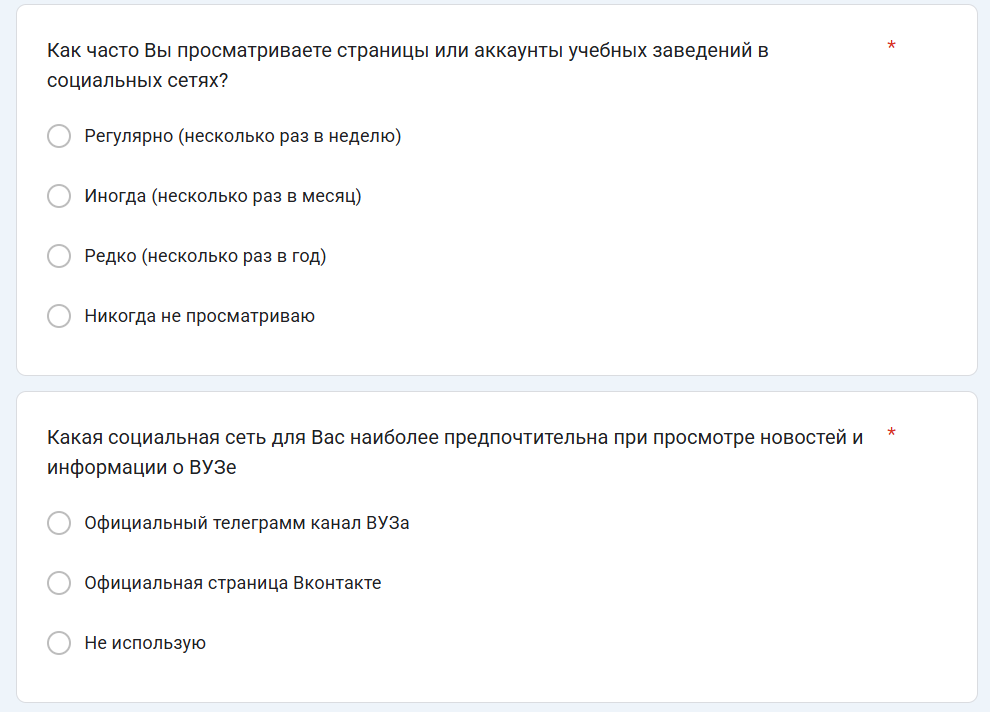 Как часто Вы просматриваете страницы или аккаунты учебных заведений в *
социальных сетях?
Регулярно (несколько раз в неделю)
Иногда (несколько раз в месяц)
Редко (несколько раз в год)
Никогда не просматриваю
Какая социальная сеть для Вас наиболее предпочтительна при просмотре новостей и *
информации о ВУЗе
Официальный телеграмм канал ВУЗа
Официальная страница Вконтакте
Не использую